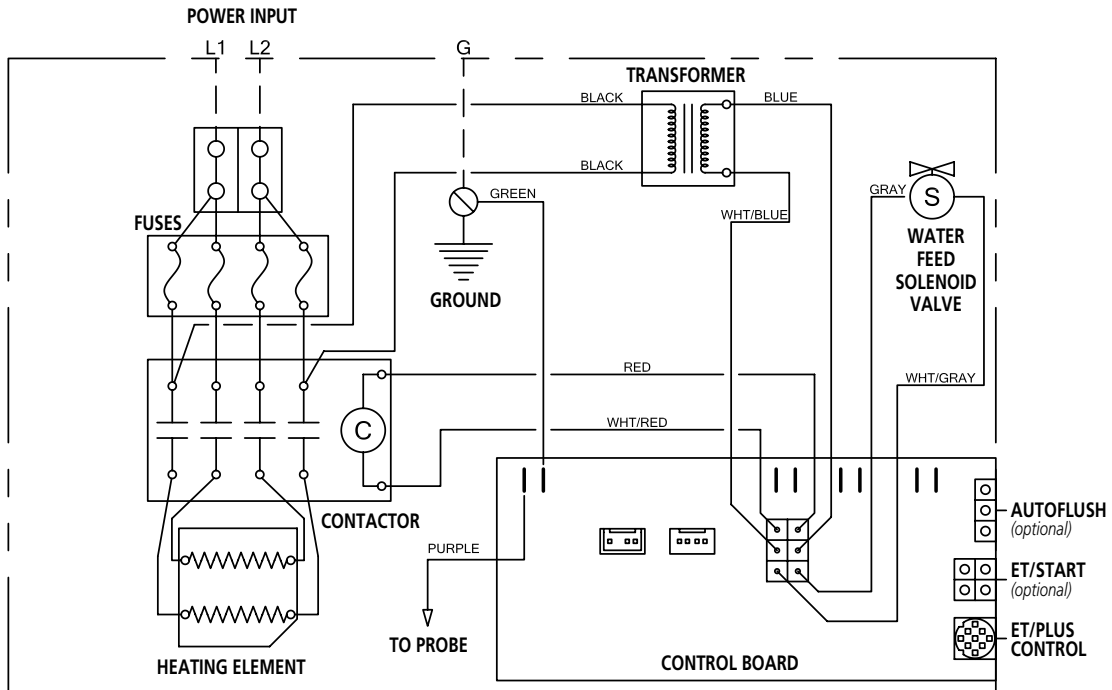 POWER INPUT
L1 L2 G
TRANSFORMER
BLACK BLUE
BLACK
GREEN
GRAY S
FUSES
WHT/BLUE
WATER
FEED
SOLENOID
VALVE
GROUND
RED
WHT/GRAY
C
WHT/RED
CONTACTOR
AUTOFLUSH
(optional)
PURPLE
ET/START
(optional)
TO PROBE
ET/PLUS
CONTROL
HEATING ELEMENT
CONTROL BOARD